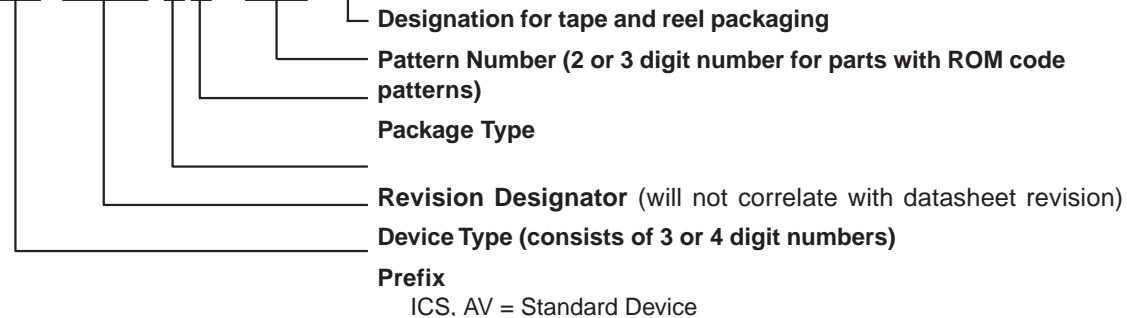 Designation for tape and reel packaging
Pattern Number (2 or 3 digit number for parts with ROM code
patterns)
Package Type
Revision Designator (will not correlate with datasheet revision)
Device Type (consists of 3 or 4 digit numbers)
Prefix
ICS, AV = Standard Device